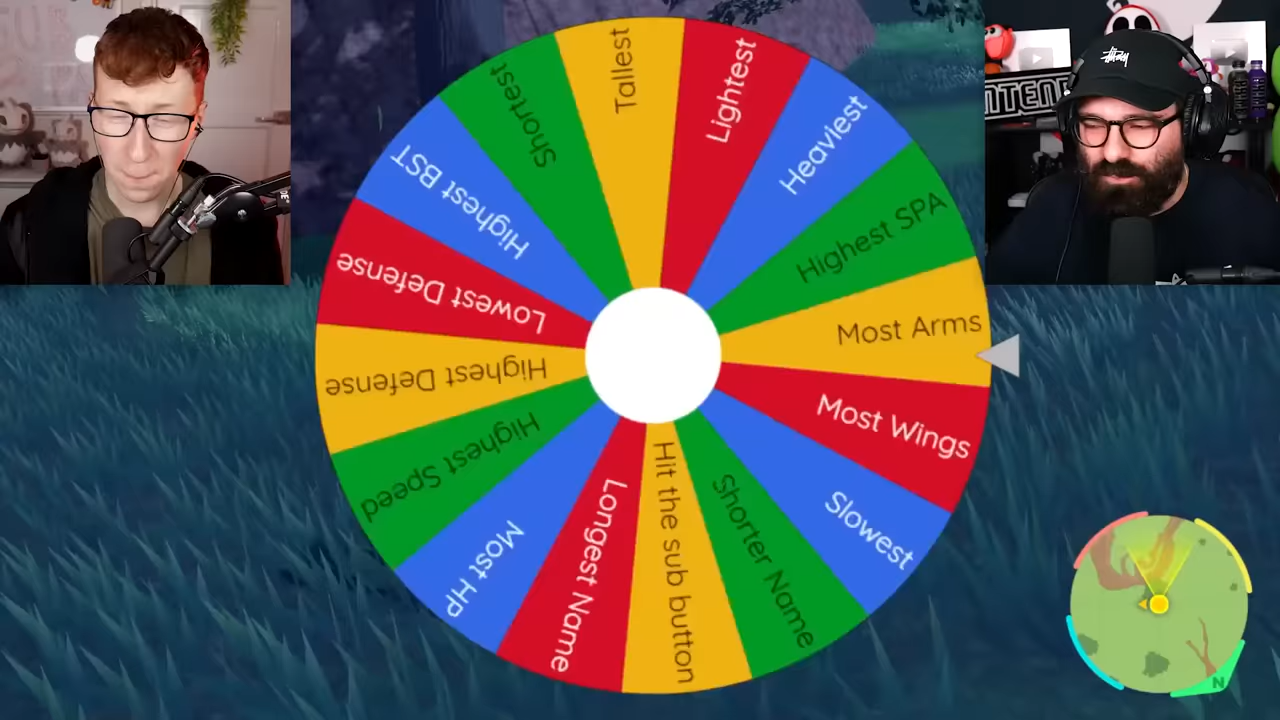 Tallest
Lightest
Heaviest
Highest SPA
Most Arms
Most Wings
Slowest
Shorter Name
Hit the sub button
Longest Name
Most HP
Highest Speed
Highest Defense
Lowest Defense
Highest BST
Shortest
N